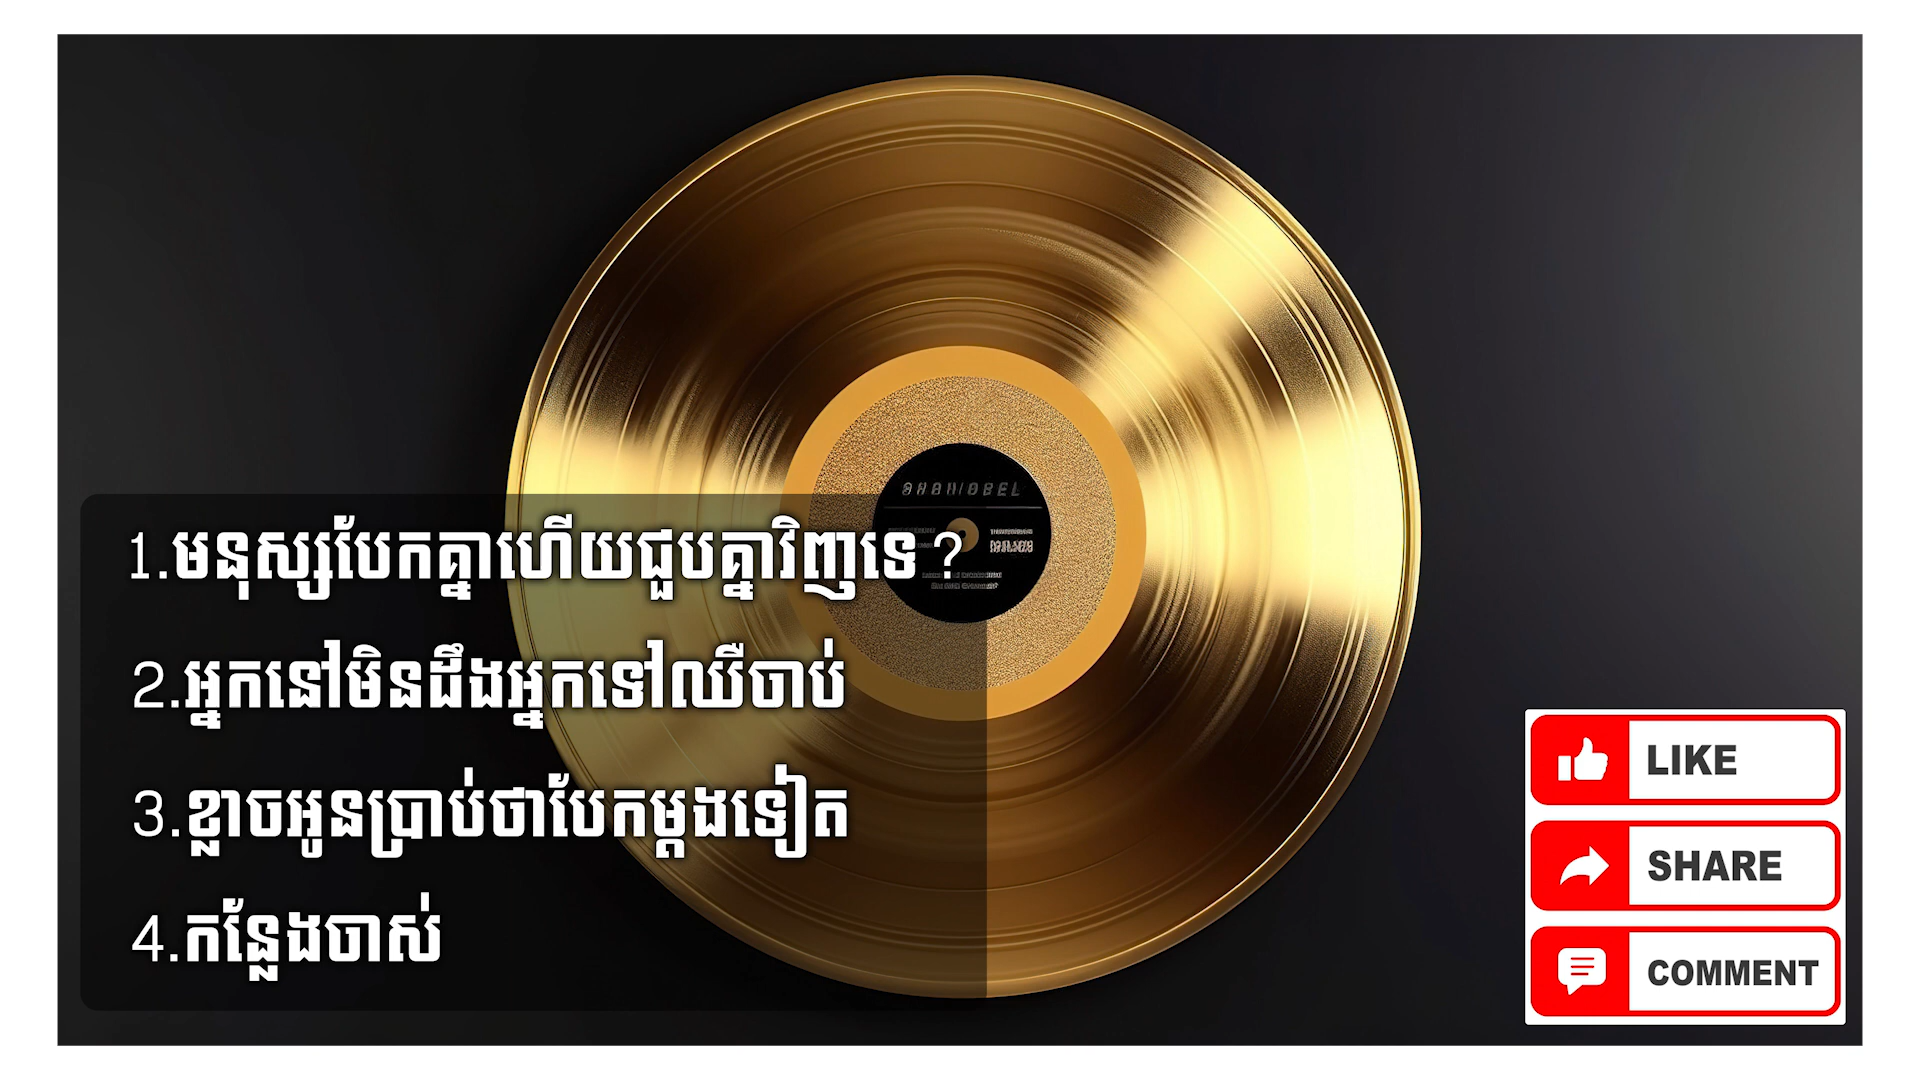 1.មនុស្សបែកគ្នាហើយជួបគ្នាវិញទេ?
2.អ្នកនៅមិនដឹងអ្នកទៅឈឺចាប់
3.ខ្លាចអូនប្រាប់ថាបែកម្ដងទៀត
4.កន្លែងចាស់
LIKE
SHARE
COMMENT